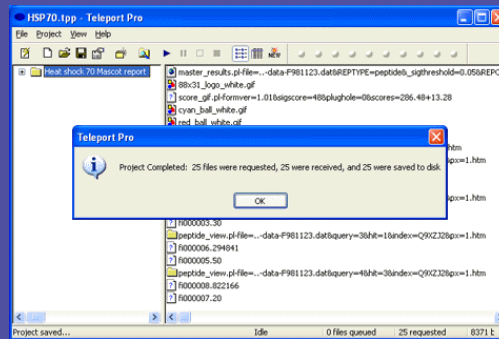 HSP70.tpp - Teleport Pro
File Project View Help
NEW
Heat shock 70 Mascot report
master_results.pl-file=..-data-F981123.dat&REPTYPE=peptide&_sigthreshold=0.05&REPO
88x31_logo_white.gif
score_gif.pl-formver=1.01&sigscore=48&plughole=0&scores=286.48+13.28
cyan_ball_white.gif
red_ball_white.gif
Teleport Pro
Project Completed: 25 files were requested, 25 were received, and 25 were saved to disk
OK
htm
px=1.htm
px=1.htm
fi000003.30
peptide_view.pl-file=..-data-F981123.dat&query=3&hit=1&index=Q9XZJ2&px=1.htm
fi000006.294841
fi000005.50
peptide_view.pl-file=..-data-F981123.dat&query=4&hit=3&index=Q9XZJ2&px=1.htm
fi000008.822166
fi000007.20
Project saved... Idle 0 files queued 25 requested 8371 t